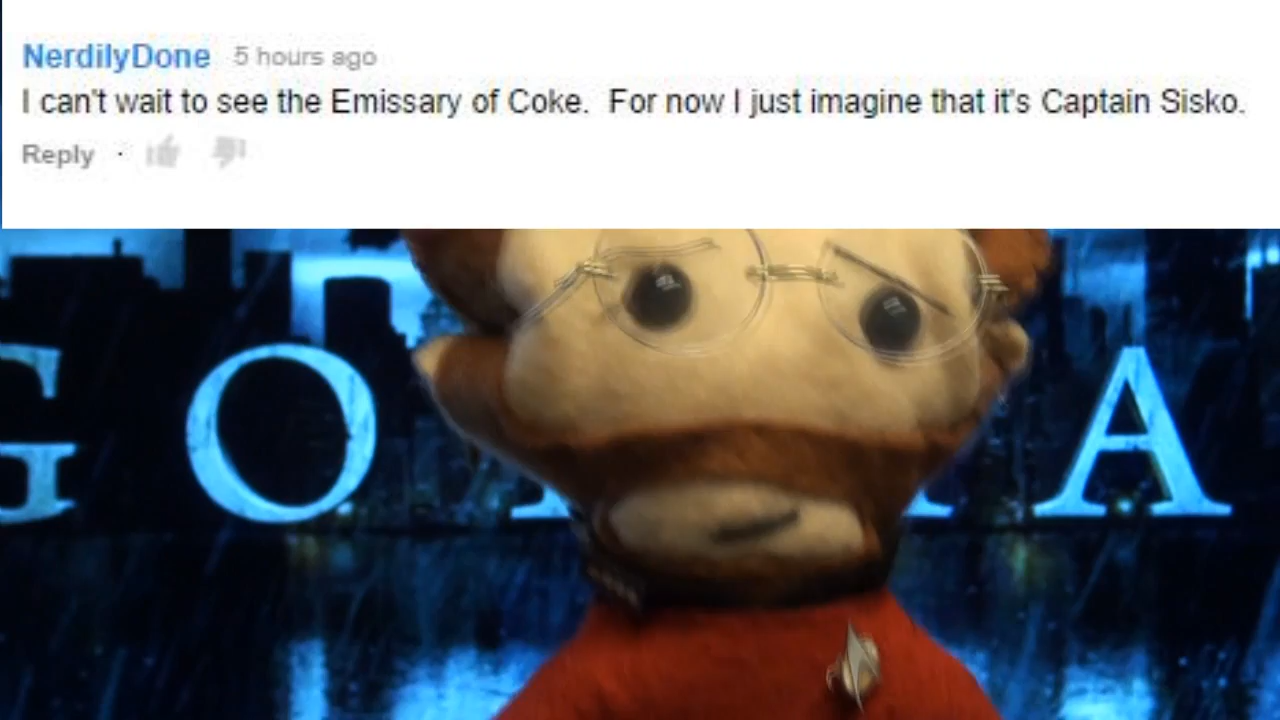 NerdilyDone 5 hours ago
I can't wait to see the Emissary of Coke.  For now I just imagine that it's Captain Sisko.
Reply ·
G O A